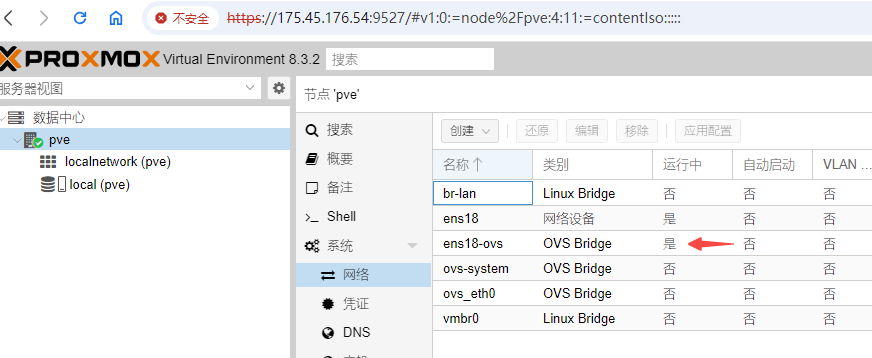 不安全 https://175.45.176.54:9527/#v1:0:=node%2Fpve:4:11:=contentIso:::::
PROXMOX Virtual Environment 8.3.2 搜索
服务器视图 节点 'pve'
数据中心
pve
localnetwork (pve)
local (pve)
搜索
概要
备注
Shell
系统
网络
凭证
DNS
创建 还原 编辑 移除 应用配置
名称 类别 运行中 自动启动 VLAN ...
br-lan Linux Bridge 否 否 否
ens18 网络设备 是 否 否
ens18-ovs OVS Bridge 是 否 否
ovs-system OVS Bridge 否 否 否
ovs_eth0 OVS Bridge 否 否 否
vmbr0 Linux Bridge 否 否 否